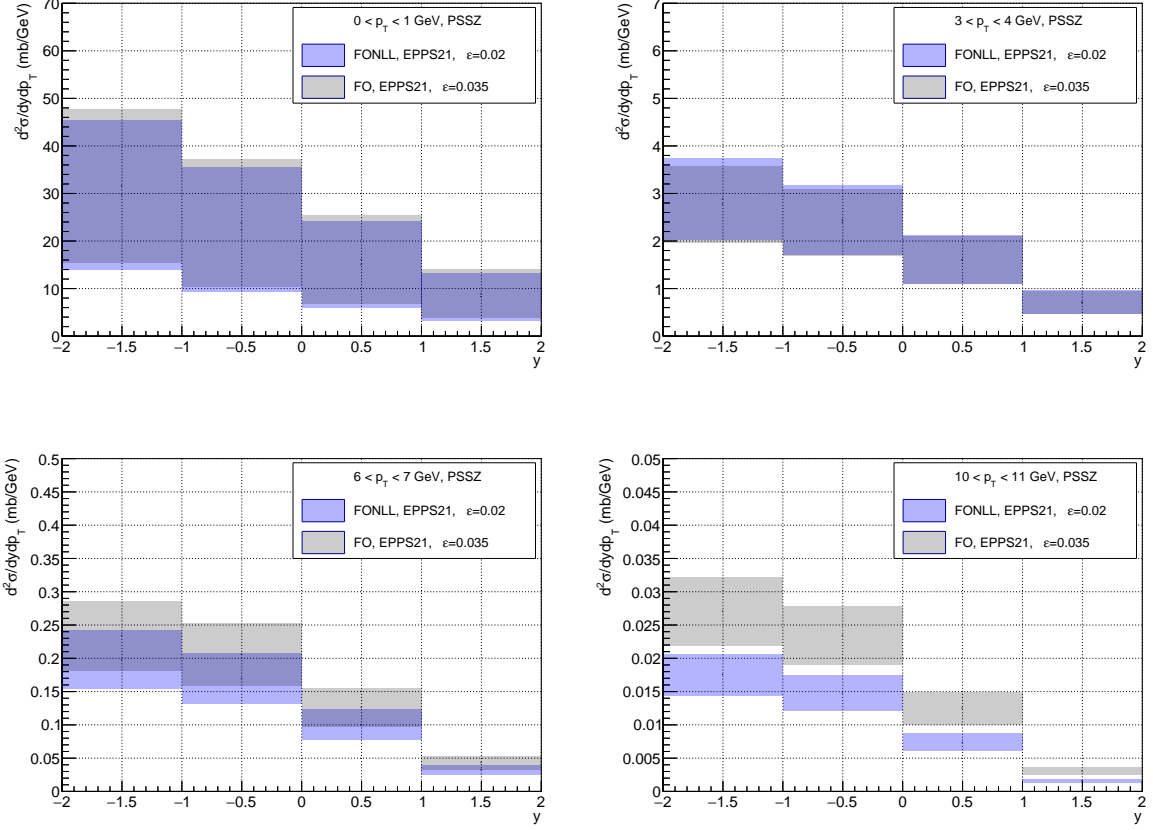 d²σ/dydp_T (mb/GeV)
70
60
50
40
30
20
10
0
0 < p_T < 1 GeV, PSSZ
FONLL, EPPS21, ε=0.02
FO, EPPS21, ε=0.035
−2 −1.5 −1 −0.5 0 0.5 1 1.5 2
y
d²σ/dydp_T (mb/GeV)
7
6
5
4
3
2
1
0
3 < p_T < 4 GeV, PSSZ
FONLL, EPPS21, ε=0.02
FO, EPPS21, ε=0.035
−2 −1.5 −1 −0.5 0 0.5 1 1.5 2
y
d²σ/dydp_T (mb/GeV)
0.5
0.45
0.4
0.35
0.3
0.25
0.2
0.15
0.1
0.05
0
6 < p_T < 7 GeV, PSSZ
FONLL, EPPS21, ε=0.02
FO, EPPS21, ε=0.035
−2 −1.5 −1 −0.5 0 0.5 1 1.5 2
y
d²σ/dydp_T (mb/GeV)
0.05
0.045
0.04
0.035
0.03
0.025
0.02
0.015
0.01
0.005
0
10 < p_T < 11 GeV, PSSZ
FONLL, EPPS21, ε=0.02
FO, EPPS21, ε=0.035
−2 −1.5 −1 −0.5 0 0.5 1 1.5 2
y